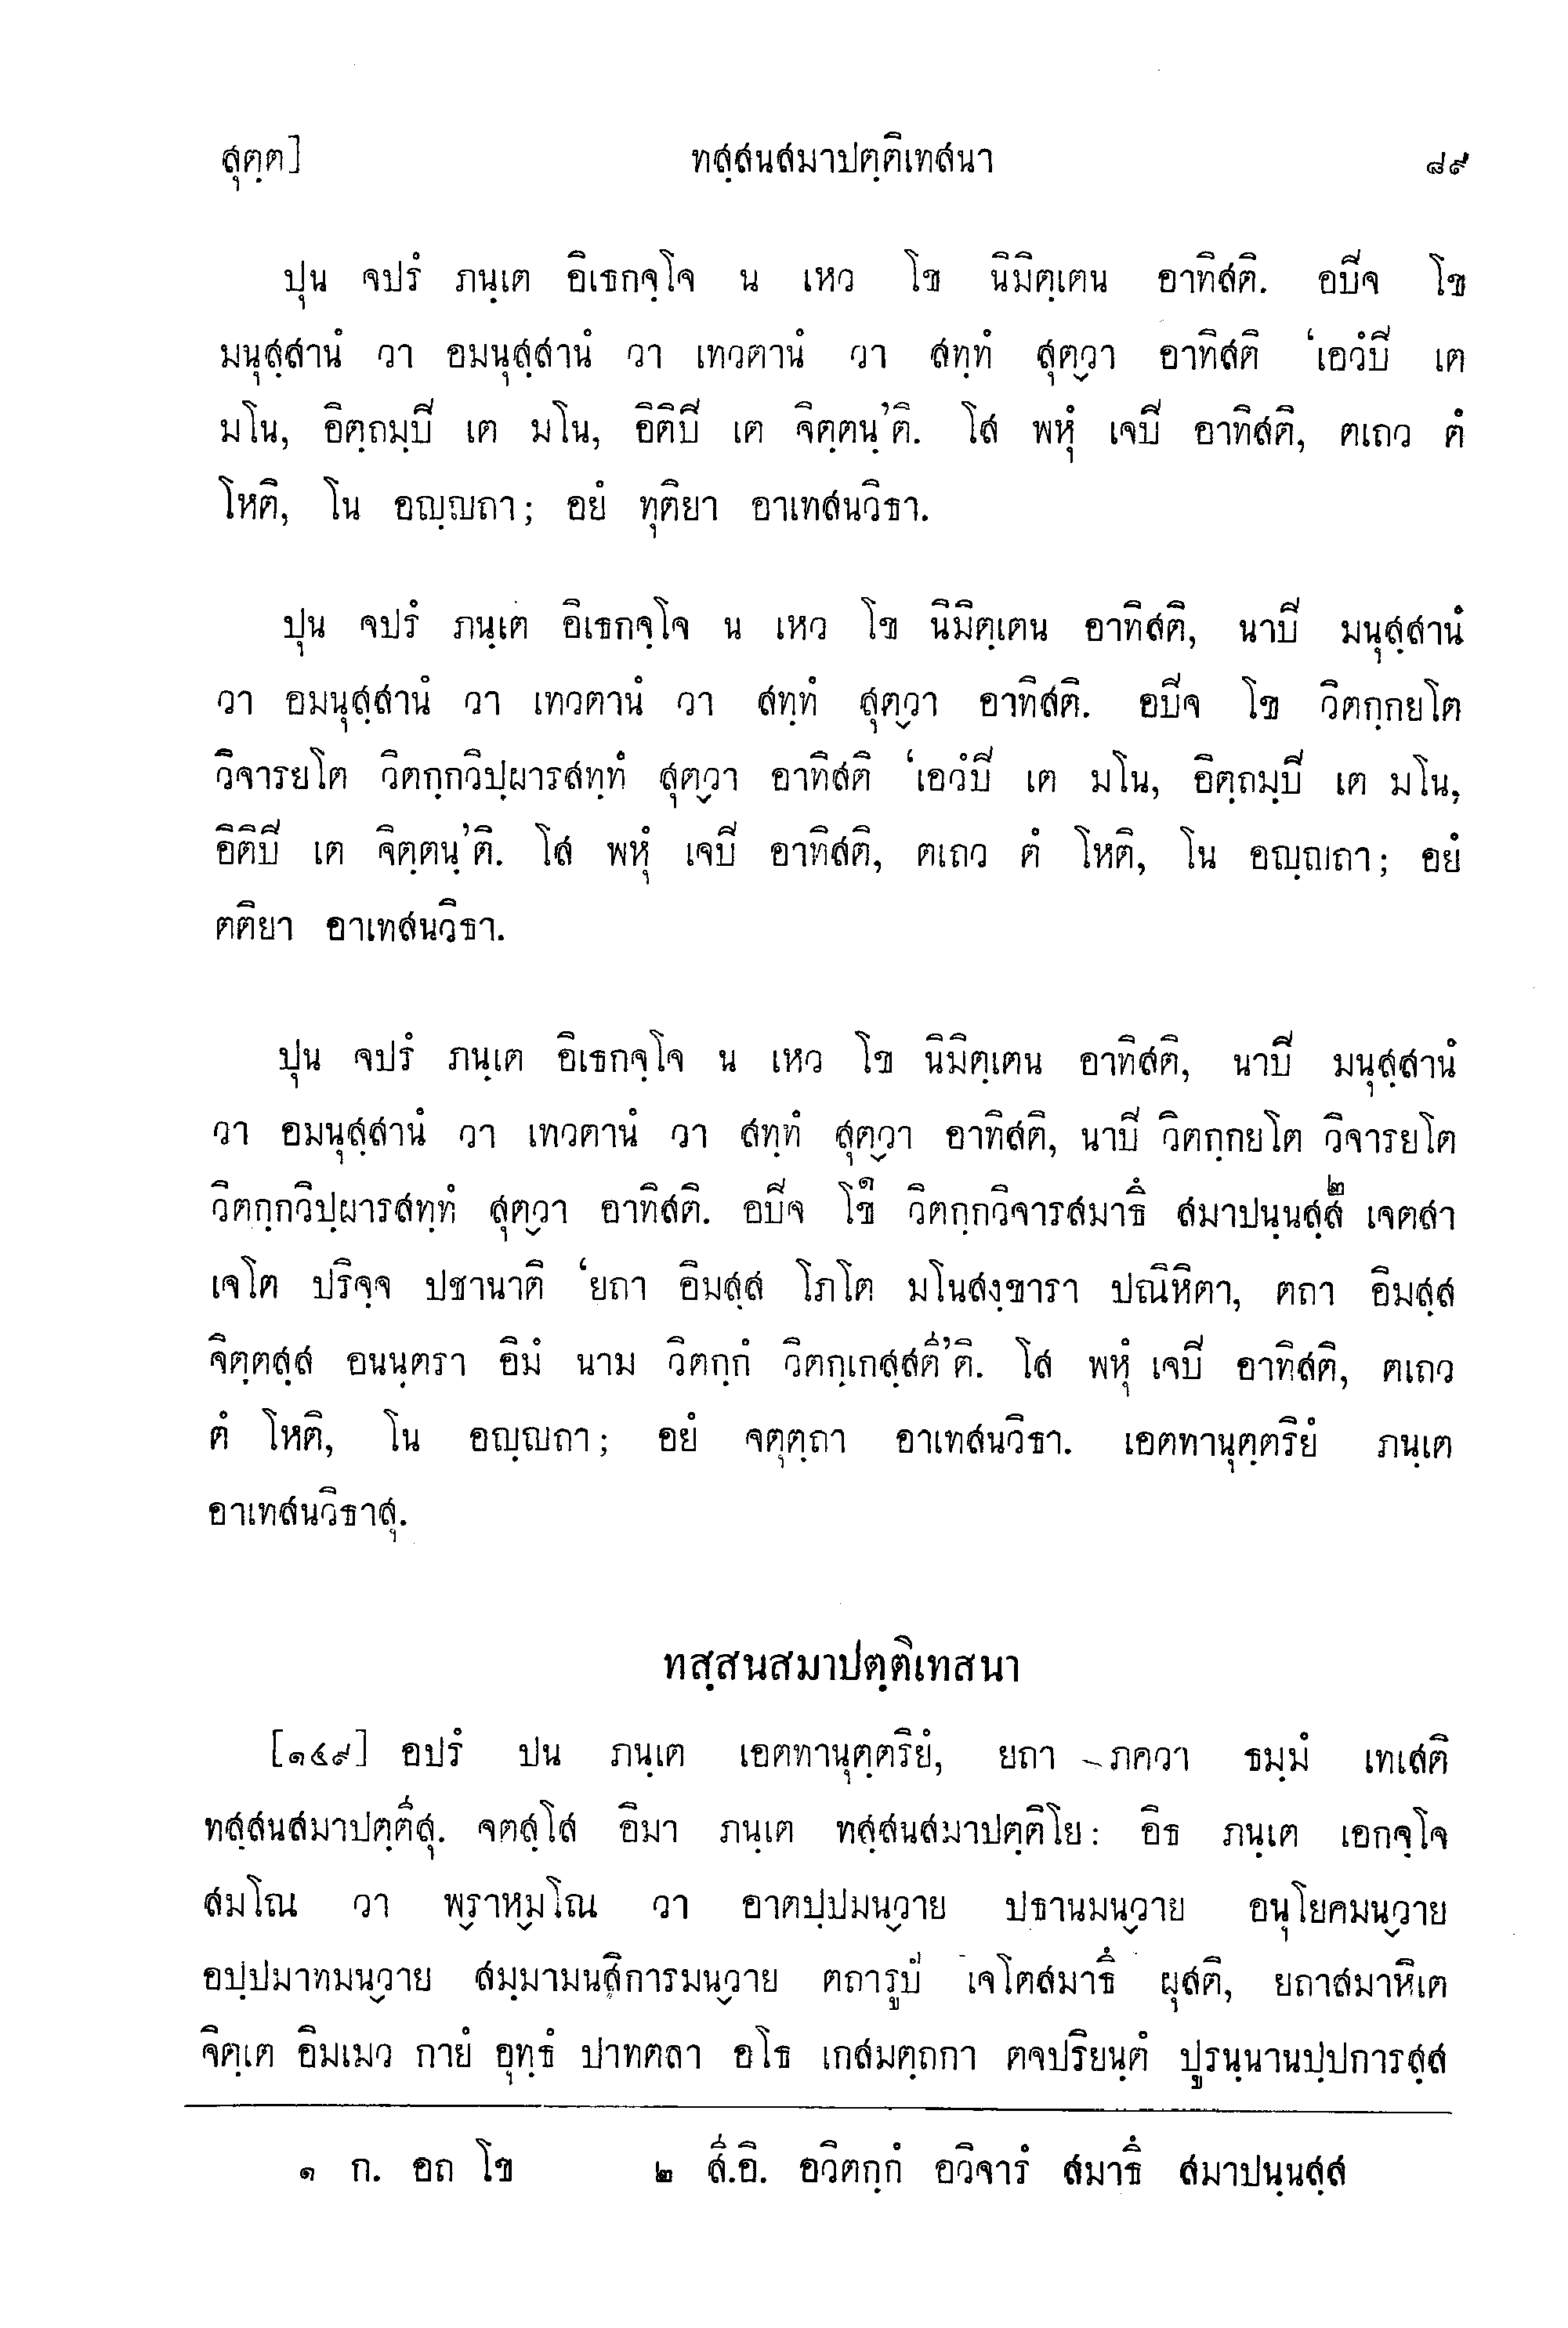 สุตฺต] ทสฺสนสมาปตฺติเทสนา ๘๙
ปุน จปรํ ภนฺเต อิเธกจฺโจ น เหว โข นิมิตฺเตน อาทิสติ. อปิจ โข
มนุสฺสานํ วา อมนุสฺสานํ วา เทวตานํ วา สทฺทํ สุตฺวา อาทิสติ ‘เอวํปิ เต
มโน, อิตฺถมฺปิ เต มโน, อิติปิ เต จิตฺตนฺ’ติ. โส พหุํ เจปิ อาทิสติ, ตเถว ตํ
โหติ, โน อญฺญถา; อยํ ทุติยา อาเทสนวิธา.
ปุน จปรํ ภนฺเต อิเธกจฺโจ น เหว โข นิมิตฺเตน อาทิสติ, นาปิ มนุสฺสานํ
วา อมนุสฺสานํ วา เทวตานํ วา สทฺทํ สุตฺวา อาทิสติ. อปิจ โข วิตกฺกยโต
วิจารยโต วิตกฺกวิปฺผารสทฺทํ สุตฺวา อาทิสติ ‘เอวํปิ เต มโน, อิตฺถมฺปิ เต มโน,
อิติปิ เต จิตฺตนฺ’ติ. โส พหุํ เจปิ อาทิสติ, ตเถว ตํ โหติ, โน อญฺญถา; อยํ
ตติยา อาเทสนวิธา.
ปุน จปรํ ภนฺเต อิเธกจฺโจ น เหว โข นิมิตฺเตน อาทิสติ, นาปิ มนุสฺสานํ
วา อมนุสฺสานํ วา เทวตานํ วา สทฺทํ สุตฺวา อาทิสติ, นาปิ วิตกฺกยโต วิจารยโต
วิตกฺกวิปฺผารสทฺทํ สุตฺวา อาทิสติ. อปิจ โข๑ วิตกฺกวิจารสมาธึ สมาปนฺนสฺส๒ เจตสา
เจโต ปริจฺจ ปชานาติ ‘ยถา อิมสฺส โภโต มโนสงฺขารา ปณิหิตา, ตถา อิมสฺส
จิตฺตสฺส อนนฺตรา อิมํ นาม วิตกฺกํ วิตกฺเกสฺสตี’ติ. โส พหุํ เจปิ อาทิสติ, ตเถว
ตํ โหติ, โน อญฺญถา; อยํ จตุตฺถา อาเทสนวิธา. เอตทานุตฺตริยํ ภนฺเต
อาเทสนวิธาสุ.
ทสฺสนสมาปตฺติเทสนา
[๑๔๙] อปรํ ปน ภนฺเต เอตทานุตฺตริยํ, ยถา ภควา ธมฺมํ เทเสติ
ทสฺสนสมาปตฺตีสุ. จตสฺโส อิมา ภนฺเต ทสฺสนสมาปตฺติโย: อิธ ภนฺเต เอกจฺโจ
สมโณ วา พฺราหฺมโณ วา อาตปฺปมนฺวาย ปธานมนฺวาย อนุโยคมนฺวาย
อปฺปมาทมนฺวาย สมฺมามนสิการมนฺวาย ตถารูปํ เจโตสมาธึ ผุสติ, ยถาสมาหิเต
จิตฺเต อิมเมว กายํ อุทฺธํ ปาทตลา อโธ เกสมตฺถกา ตจปริยนฺตํ ปูรนฺนานปฺปการสฺส
๑ ก. อถ โข ๒ สี.อิ. อวิตกฺกํ อวิจารํ สมาธึ สมาปนฺนสฺส